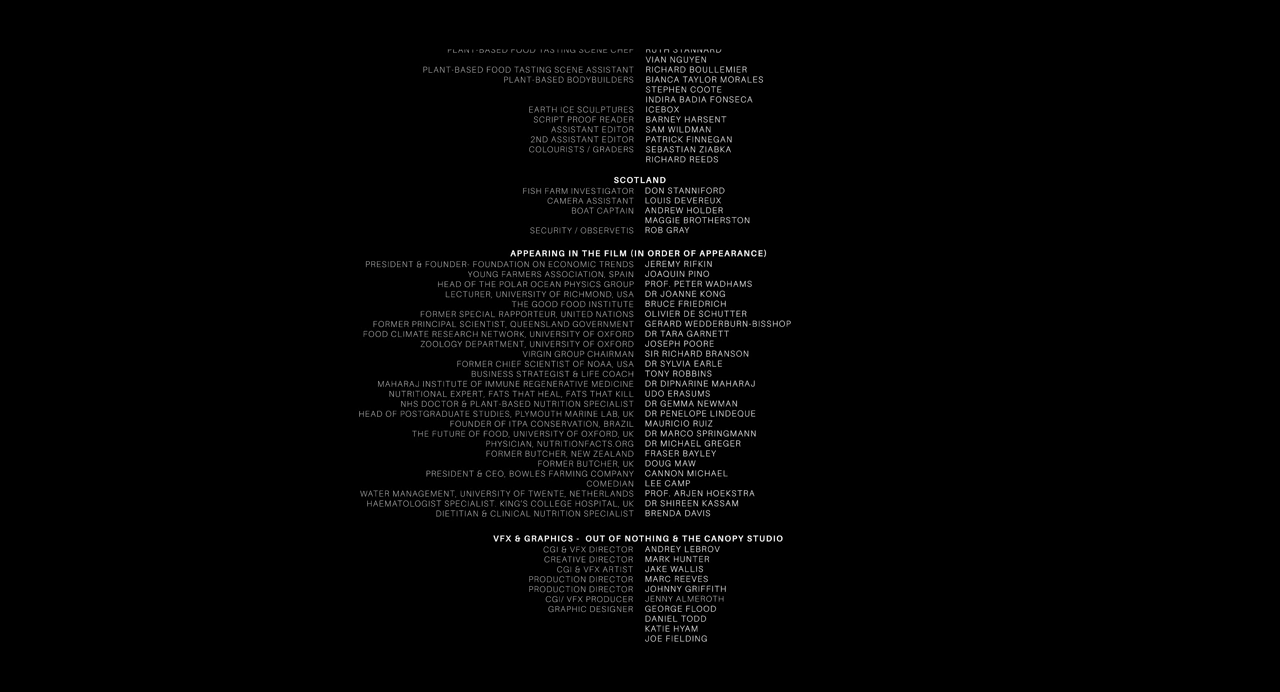 PLANT-BASED FOOD TASTING SCENE CHEF RUTH STANNARD
VIAN NGUYEN
PLANT-BASED FOOD TASTING SCENE ASSISTANT RICHARD BOULLEMIER
PLANT-BASED BODYBUILDERS BIANCA TAYLOR MORALES
STEPHEN COOTE
INDIRA BADIA FONSECA
EARTH ICE SCULPTURES ICEBOX
SCRIPT PROOF READER BARNEY HARSENT
ASSISTANT EDITOR SAM WILDMAN
2ND ASSISTANT EDITOR PATRICK FINNEGAN
COLOURISTS / GRADERS SEBASTIAN ZIABKA
RICHARD REEDS
SCOTLAND
FISH FARM INVESTIGATOR DON STANNIFORD
CAMERA ASSISTANT LOUIS DEVEREUX
BOAT CAPTAIN ANDREW HOLDER
MAGGIE BROTHERSTON
SECURITY / OBSERVETIS ROB GRAY
APPEARING IN THE FILM (IN ORDER OF APPEARANCE)
PRESIDENT & FOUNDER- FOUNDATION ON ECONOMIC TRENDS JEREMY RIFKIN
YOUNG FARMERS ASSOCIATION, SPAIN JOAQUIN PINO
HEAD OF THE POLAR OCEAN PHYSICS GROUP PROF. PETER WADHAMS
LECTURER, UNIVERSITY OF RICHMOND, USA DR JOANNE KONG
THE GOOD FOOD INSTITUTE BRUCE FRIEDRICH
FORMER SPECIAL RAPPORTEUR, UNITED NATIONS OLIVIER DE SCHUTTER
FORMER PRINCIPAL SCIENTIST, QUEENSLAND GOVERNMENT GERARD WEDDERBURN-BISSHOP
FOOD CLIMATE RESEARCH NETWORK, UNIVERSITY OF OXFORD DR TARA GARNETT
ZOOLOGY DEPARTMENT, UNIVERSITY OF OXFORD JOSEPH POORE
VIRGIN GROUP CHAIRMAN SIR RICHARD BRANSON
FORMER CHIEF SCIENTIST OF NOAA, USA DR SYLVIA EARLE
BUSINESS STRATEGIST & LIFE COACH TONY ROBBINS
MAHARAJ INSTITUTE OF IMMUNE REGENERATIVE MEDICINE DR DIPNARINE MAHARAJ
NUTRITIONAL EXPERT, FATS THAT HEAL, FATS THAT KILL UDO ERASUMS
NHS DOCTOR & PLANT-BASED NUTRITION SPECIALIST DR GEMMA NEWMAN
HEAD OF POSTGRADUATE STUDIES, PLYMOUTH MARINE LAB, UK DR PENELOPE LINDEQUE
FOUNDER OF ITPA CONSERVATION, BRAZIL MAURICIO RUIZ
THE FUTURE OF FOOD, UNIVERSITY OF OXFORD, UK DR MARCO SPRINGMANN
PHYSICIAN, NUTRITIONFACTS.ORG DR MICHAEL GREGER
FORMER BUTCHER, NEW ZEALAND FRASER BAYLEY
FORMER BUTCHER, UK DOUG MAW
PRESIDENT & CEO, BOWLES FARMING COMPANY CANNON MICHAEL
COMEDIAN LEE CAMP
WATER MANAGEMENT, UNIVERSITY OF TWENTE, NETHERLANDS PROF. ARJEN HOEKSTRA
HAEMATOLOGIST SPECIALIST. KING'S COLLEGE HOSPITAL, UK DR SHIREEN KASSAM
DIETITIAN & CLINICAL NUTRITION SPECIALIST BRENDA DAVIS
VFX & GRAPHICS - OUT OF NOTHING & THE CANOPY STUDIO
CGI & VFX DIRECTOR ANDREY LEBROV
CREATIVE DIRECTOR MARK HUNTER
CGI & VFX ARTIST JAKE WALLIS
PRODUCTION DIRECTOR MARC REEVES
PRODUCTION DIRECTOR JOHNNY GRIFFITH
CGI/ VFX PRODUCER JENNY ALMEROTH
GRAPHIC DESIGNER GEORGE FLOOD
DANIEL TODD
KATIE HYAM
JOE FIELDING